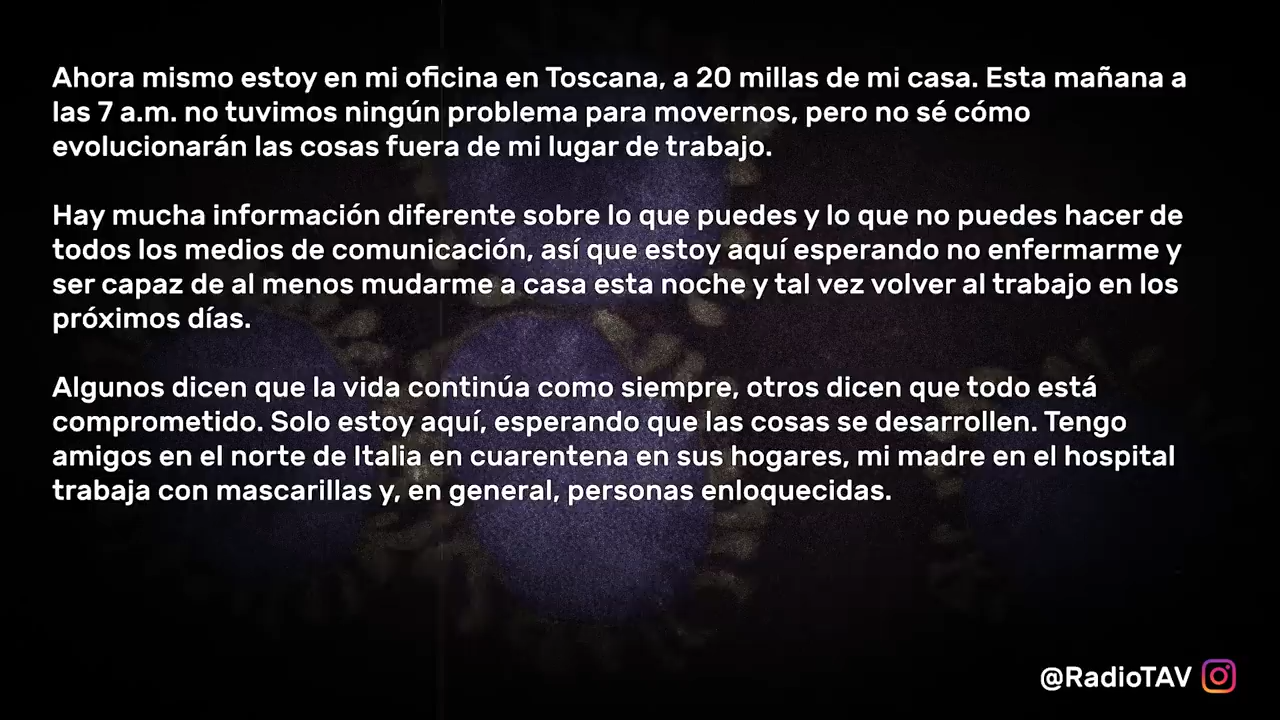 Ahora mismo estoy en mi oficina en Toscana, a 20 millas de mi casa. Esta mañana a
las 7 a.m. no tuvimos ningún problema para movernos, pero no sé cómo
evolucionarán las cosas fuera de mi lugar de trabajo.
Hay mucha información diferente sobre lo que puedes y lo que no puedes hacer de
todos los medios de comunicación, así que estoy aquí esperando no enfermarme y
ser capaz de al menos mudarme a casa esta noche y tal vez volver al trabajo en los
próximos días.
Algunos dicen que la vida continúa como siempre, otros dicen que todo está
comprometido. Solo estoy aquí, esperando que las cosas se desarrollen. Tengo
amigos en el norte de Italia en cuarentena en sus hogares, mi madre en el hospital
trabaja con mascarillas y, en general, personas enloquecidas.
@RadioTAV